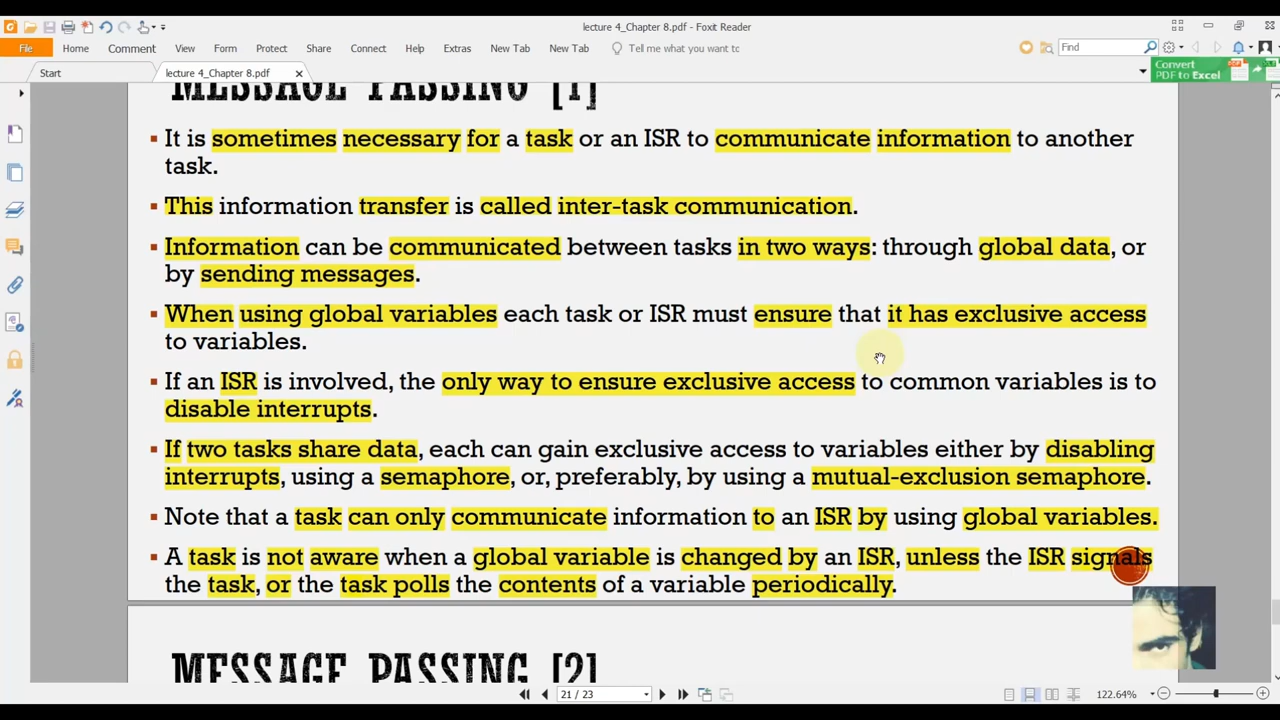 lecture 4_Chapter 8.pdf - Foxit Reader
File Home Comment View Form Protect Share Connect Help Extras New Tab New Tab Tell me what you want to Find
Start lecture 4_Chapter 8.pdf
Convert
PDF to Excel
MESSAGE PASSING [1]
▪ It is sometimes necessary for a task or an ISR to communicate information to another
task.
▪ This information transfer is called inter-task communication.
▪ Information can be communicated between tasks in two ways: through global data, or
by sending messages.
▪ When using global variables each task or ISR must ensure that it has exclusive access
to variables.
▪ If an ISR is involved, the only way to ensure exclusive access to common variables is to
disable interrupts.
▪ If two tasks share data, each can gain exclusive access to variables either by disabling
interrupts, using a semaphore, or, preferably, by using a mutual-exclusion semaphore.
▪ Note that a task can only communicate information to an ISR by using global variables.
▪ A task is not aware when a global variable is changed by an ISR, unless the ISR signals
the task, or the task polls the contents of a variable periodically.
MESSAGE PASSING [2]
21 / 23 122.64%